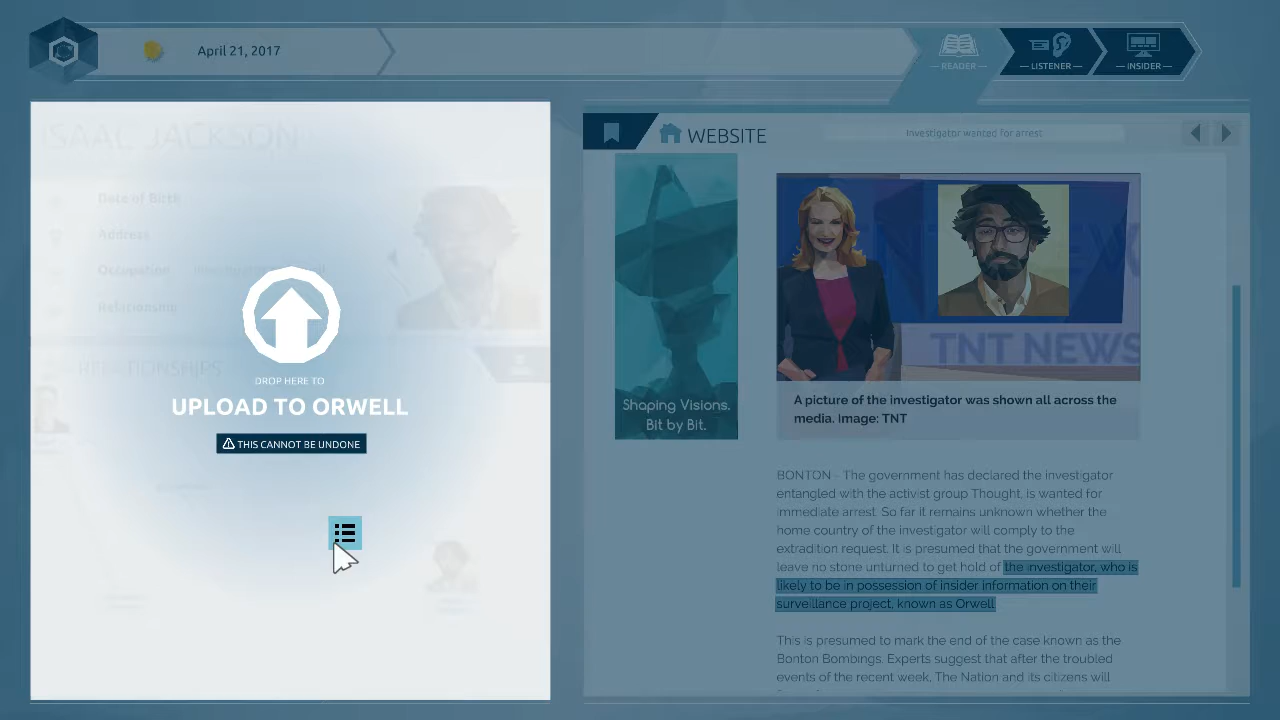 April 21, 2017
— READER —
— LISTENER —
— INSIDER —
ISAAC JACKSON
Date of Birth
Address
Occupation
Relationship
RELATIONSHIPS
DROP HERE TO
UPLOAD TO ORWELL
THIS CANNOT BE UNDONE
WEBSITE
Investigator wanted for arrest
TNT NEWS
Shaping Visions.
Bit by Bit.
A picture of the investigator was shown all across the
media. Image: TNT
BONTON - The government has declared the investigator
entangled with the activist group Thought, is wanted for
immediate arrest. So far it remains unknown whether the
home country of the investigator will comply to the
extradition request. It is presumed that the government will
leave no stone unturned to get hold of the investigator, who is
likely to be in possession of insider information on their
surveillance project, known as Orwell
This is presumed to mark the end of the case known as the
Bonton Bombings. Experts suggest that after the troubled
events of the recent week, The Nation and its citizens will